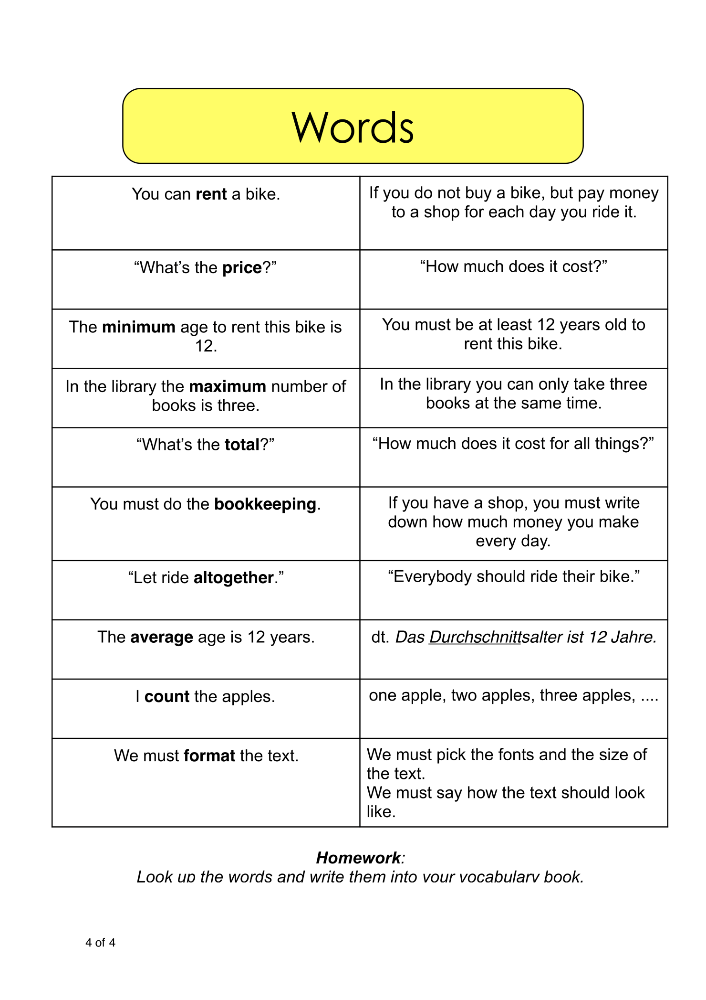 Words
You can rent a bike.
If you do not buy a bike, but pay money
to a shop for each day you ride it.
“What’s the price?”
“How much does it cost?”
The minimum age to rent this bike is
12.
You must be at least 12 years old to
rent this bike.
In the library the maximum number of
books is three.
In the library you can only take three
books at the same time.
“What’s the total?”
“How much does it cost for all things?”
You must do the bookkeeping.
If you have a shop, you must write
down how much money you make
every day.
“Let ride altogether.”
“Everybody should ride their bike.”
The average age is 12 years.
dt. Das Durchschnittsalter ist 12 Jahre.
I count the apples.
one apple, two apples, three apples, ....
We must format the text.
We must pick the fonts and the size of
the text.
We must say how the text should look
like.
Homework:
Look up the words and write them into your vocabulary book.
4 of 4